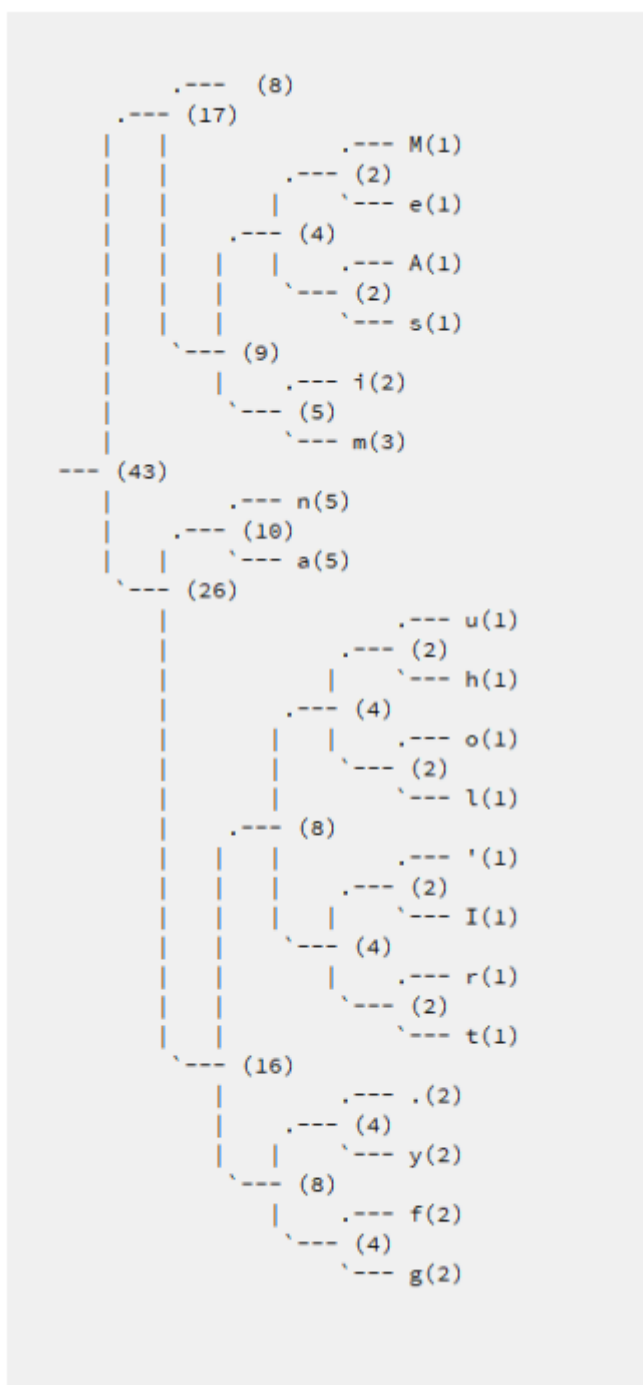 .---  (8)
.--- (17)
| | .--- M(1)
| | .--- (2)
| | | `--- e(1)
| | .--- (4)
| | | | .--- A(1)
| | | `--- (2)
| | | `--- s(1)
| `--- (9)
| | .--- i(2)
| `--- (5)
| `--- m(3)
--- (43)
| .--- n(5)
| .--- (10)
| | `--- a(5)
`--- (26)
| .--- u(1)
| .--- (2)
| | `--- h(1)
| .--- (4)
| | | .--- o(1)
| | `--- (2)
| | `--- l(1)
| .--- (8)
| | | .--- '(1)
| | | .--- (2)
| | | | `--- I(1)
| | `--- (4)
| | | .--- r(1)
| | `--- (2)
| | `--- t(1)
`--- (16)
| .--- .(2)
| .--- (4)
| | `--- y(2)
`--- (8)
| .--- f(2)
`--- (4)
`--- g(2)